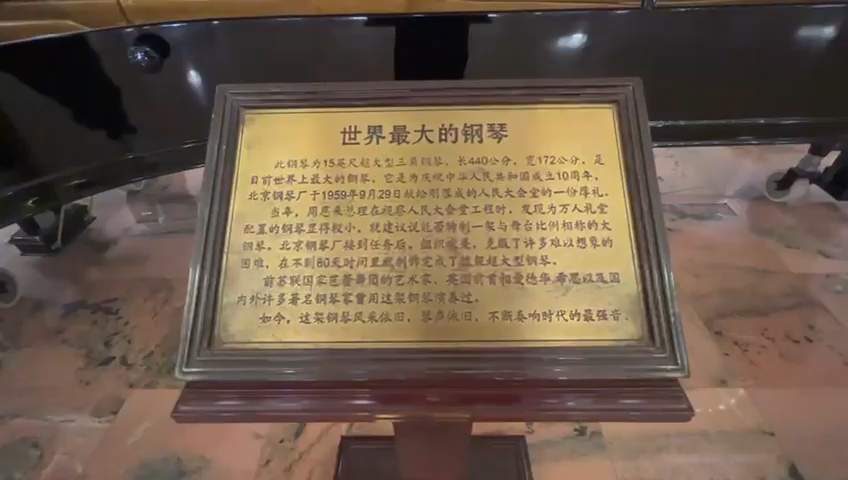 世界最大的钢琴
此钢琴为15英尺超大型三角钢琴,长440公分,宽172公分,是
目前世界上最大的钢琴。它是为庆祝中华人民共和国成立10周年,
北京钢琴厂于1959年9月29日献给刚落成的人民大会堂的一份厚礼。
当年,周恩来总理在视察人民大会堂工程时,发现为万人礼堂
配置的钢琴显得较小,就建议说能否特制一架与舞台比例相称的大
钢琴。北京钢琴厂接到任务后,组织,克服了许多难以想象的
困难,在不到80天时间里完成了这架超大型钢琴。
前苏联国家芭蕾舞团的艺术家、英国前首相爱德华·希思以及国
内外许多著名钢琴家曾用这架钢琴演奏过。
如今,这架钢琴风采依旧,琴声依旧,不断奏响时代的最强音。